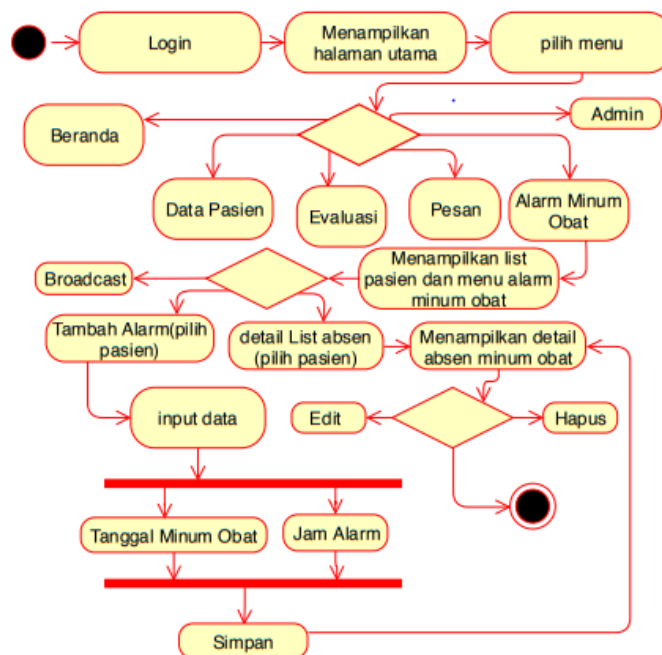 Login
Menampilkan
halaman utama
pilih menu
Beranda
Admin
Data Pasien
Evaluasi
Pesan
Alarm Minum
Obat
Broadcast
Menampilkan list
pasien dan menu alarm
minum obat
Tambah Alarm(pilih
pasien)
detail List absen
(pilih pasien)
Menampilkan detail
absen minum obat
input data
Edit
Hapus
Tanggal Minum Obat
Jam Alarm
Simpan